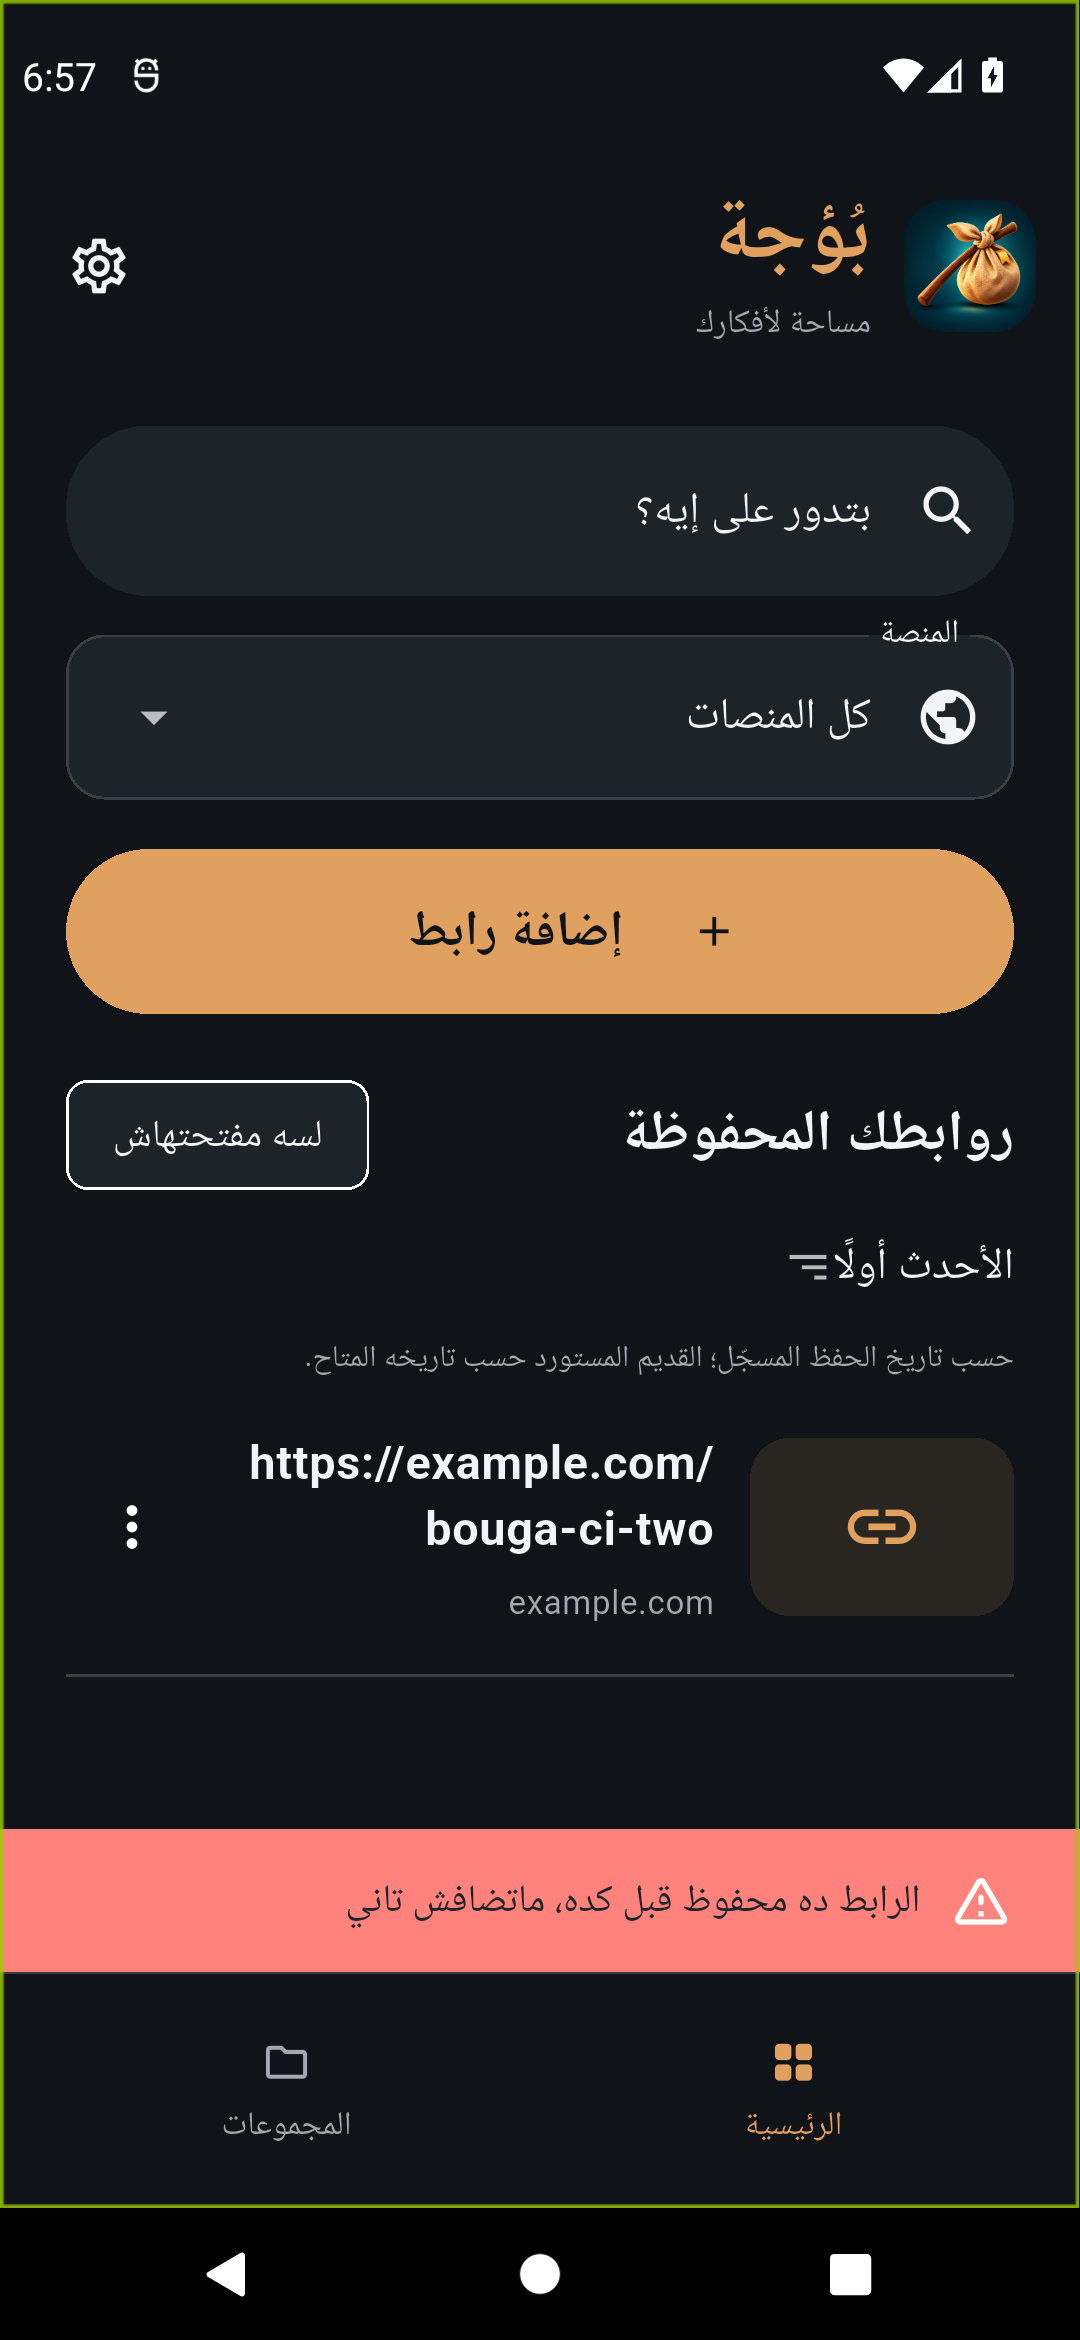 6:57
بُؤجة
مساحة لأفكارك
بتدور على إيه؟
المنصة
كل المنصات
+ إضافة رابط
روابطك المحفوظة
لسه مفتحتهاش
الأحدث أولًا
حسب تاريخ الحفظ المسجّل؛ القديم المستورد حسب تاريخه المتاح.
https://example.com/
bouga-ci-two
example.com
الرابط ده محفوظ قبل كده، ماتضافش تاني
الرئيسية
المجموعات